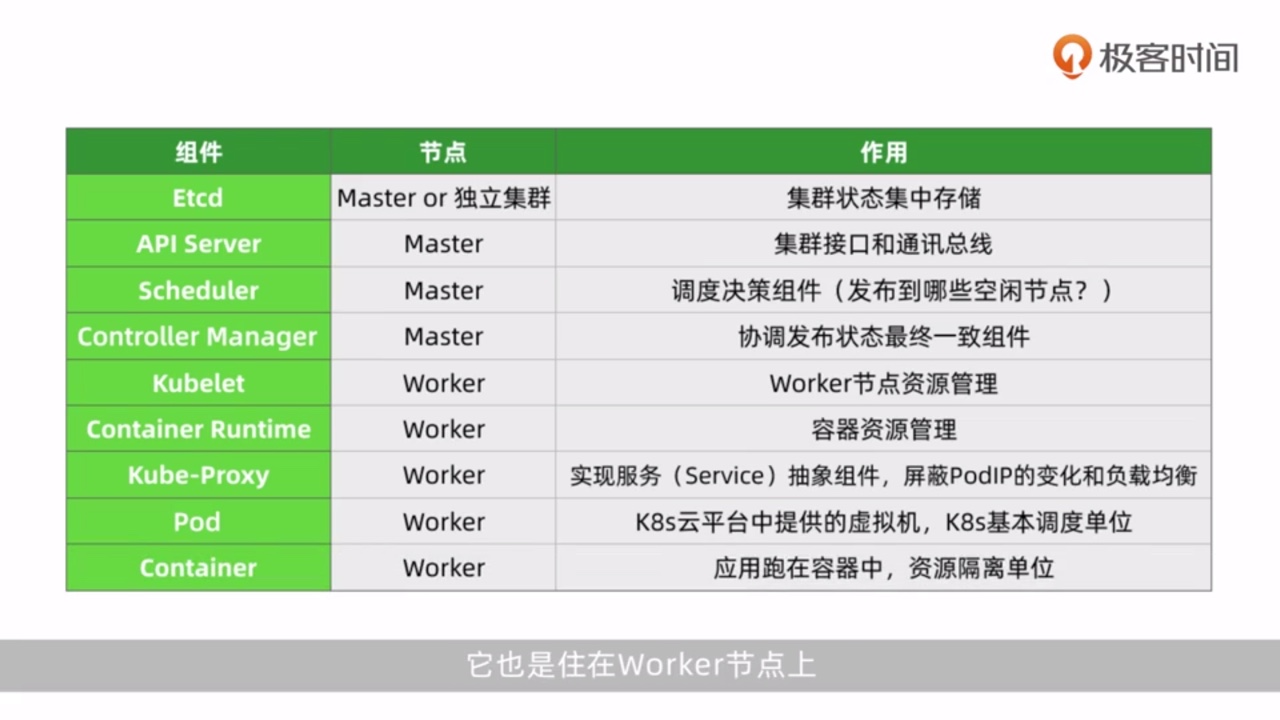 极客时间
组件 节点 作用
Etcd Master or 独立集群 集群状态集中存储
API Server Master 集群接口和通讯总线
Scheduler Master 调度决策组件（发布到哪些空闲节点？）
Controller Manager Master 协调发布状态最终一致组件
Kubelet Worker Worker节点资源管理
Container Runtime Worker 容器资源管理
Kube-Proxy Worker 实现服务（Service）抽象组件，屏蔽PodIP的变化和负载均衡
Pod Worker K8s云平台中提供的虚拟机，K8s基本调度单位
Container Worker 应用跑在容器中，资源隔离单位
它也是住在Worker节点上